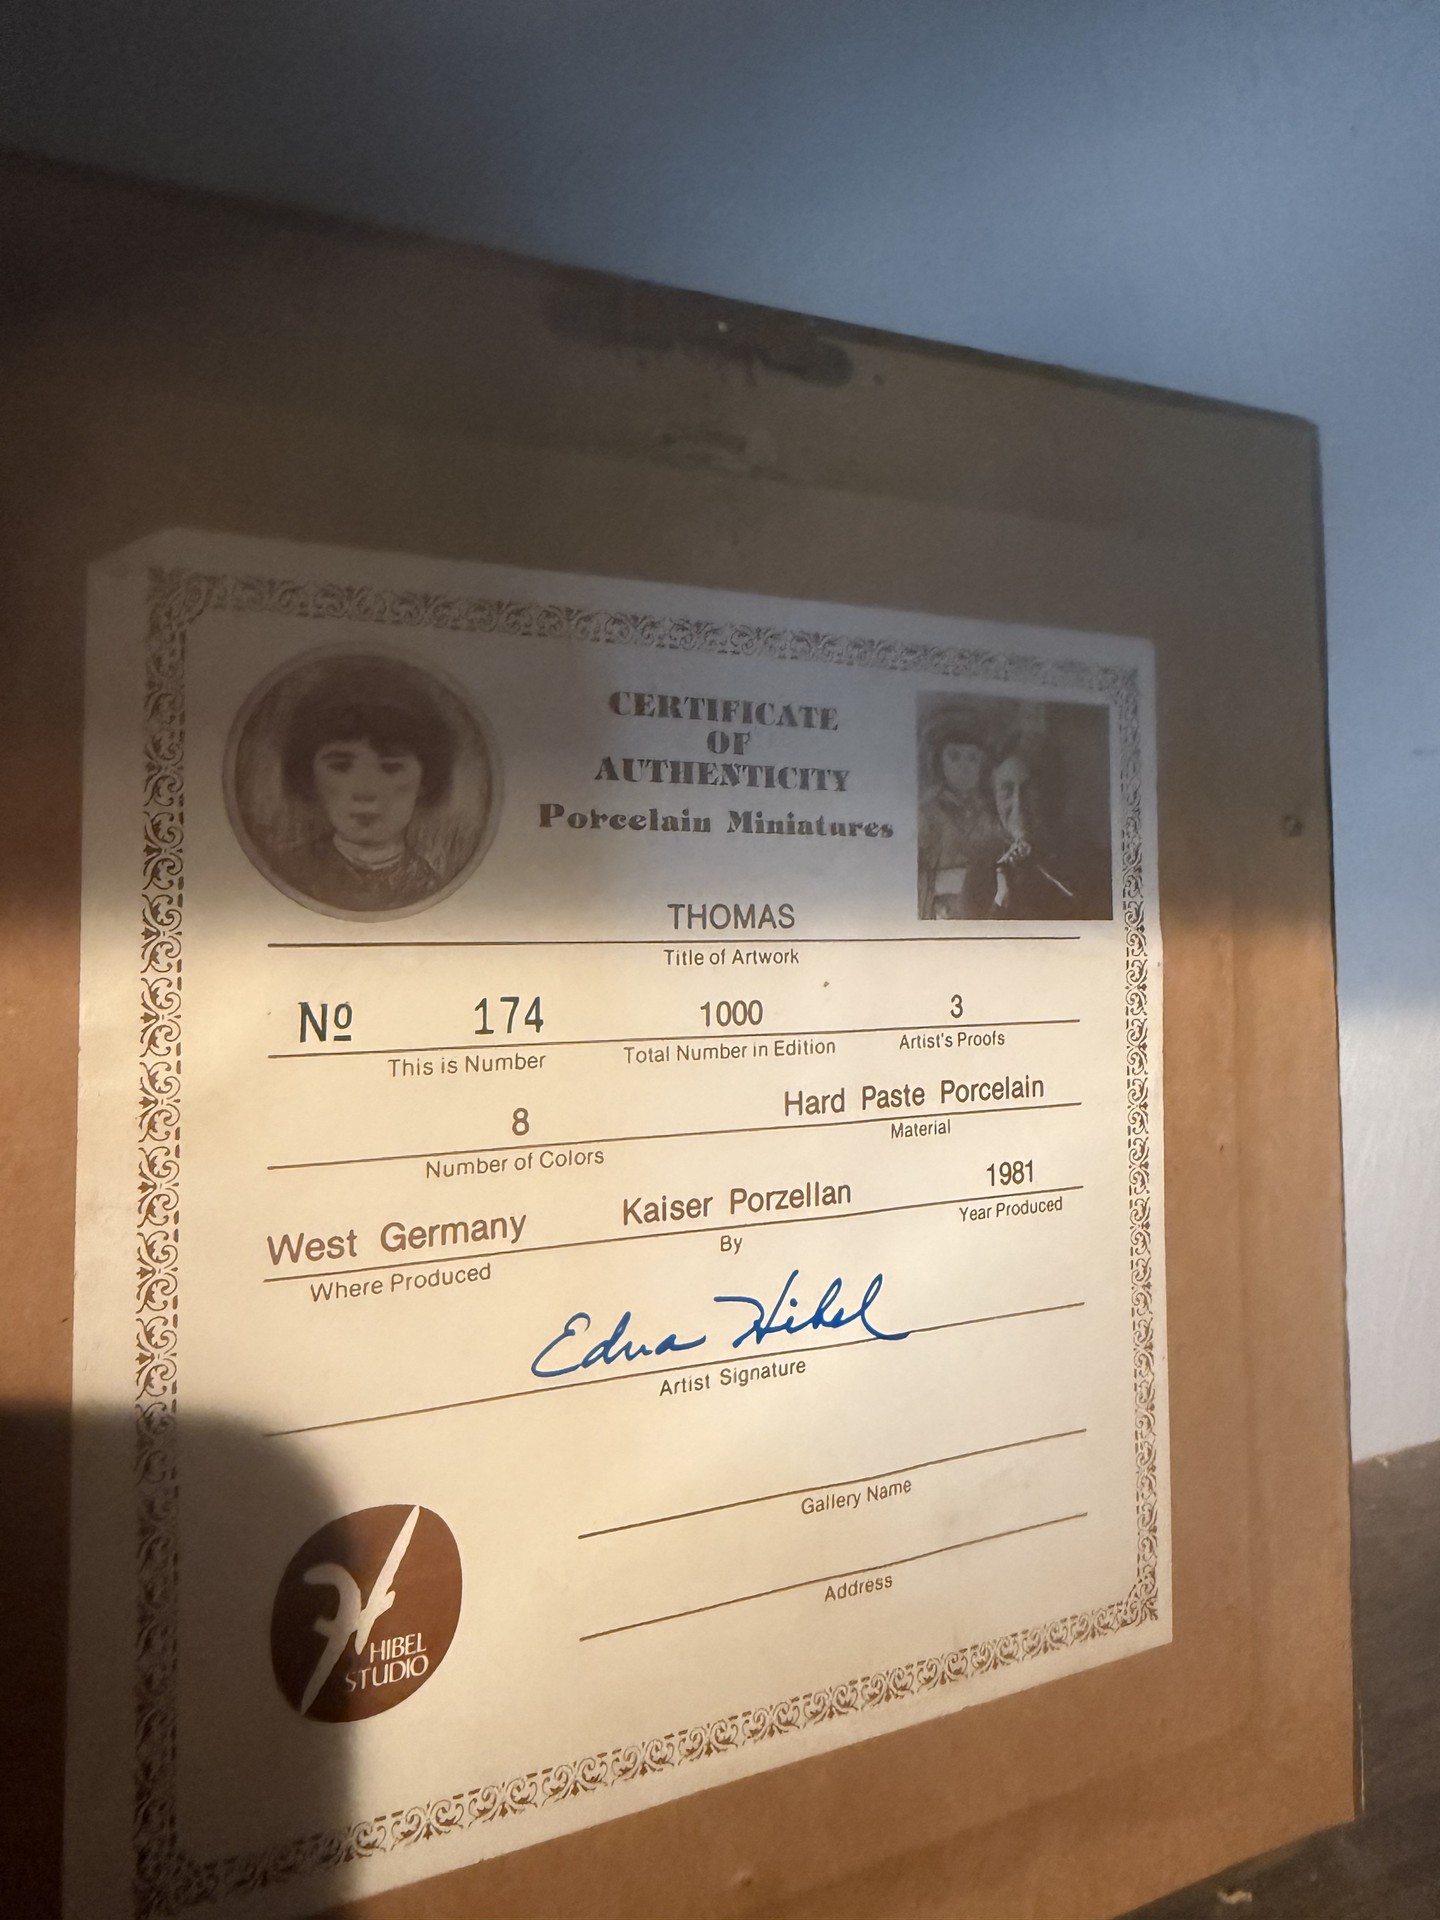 CERTIFICATE
OF
AUTHENTICITY
Porcelain Miniatures
THOMAS
Title of Artwork
Nº 174 1000 3
This is Number Total Number in Edition Artist's Proofs
8 Hard Paste Porcelain
Number of Colors Material
West Germany Kaiser Porzellan 1981
Where Produced By Year Produced
Edna Hibel
Artist Signature
Gallery Name
Address
HIBEL
STUDIO